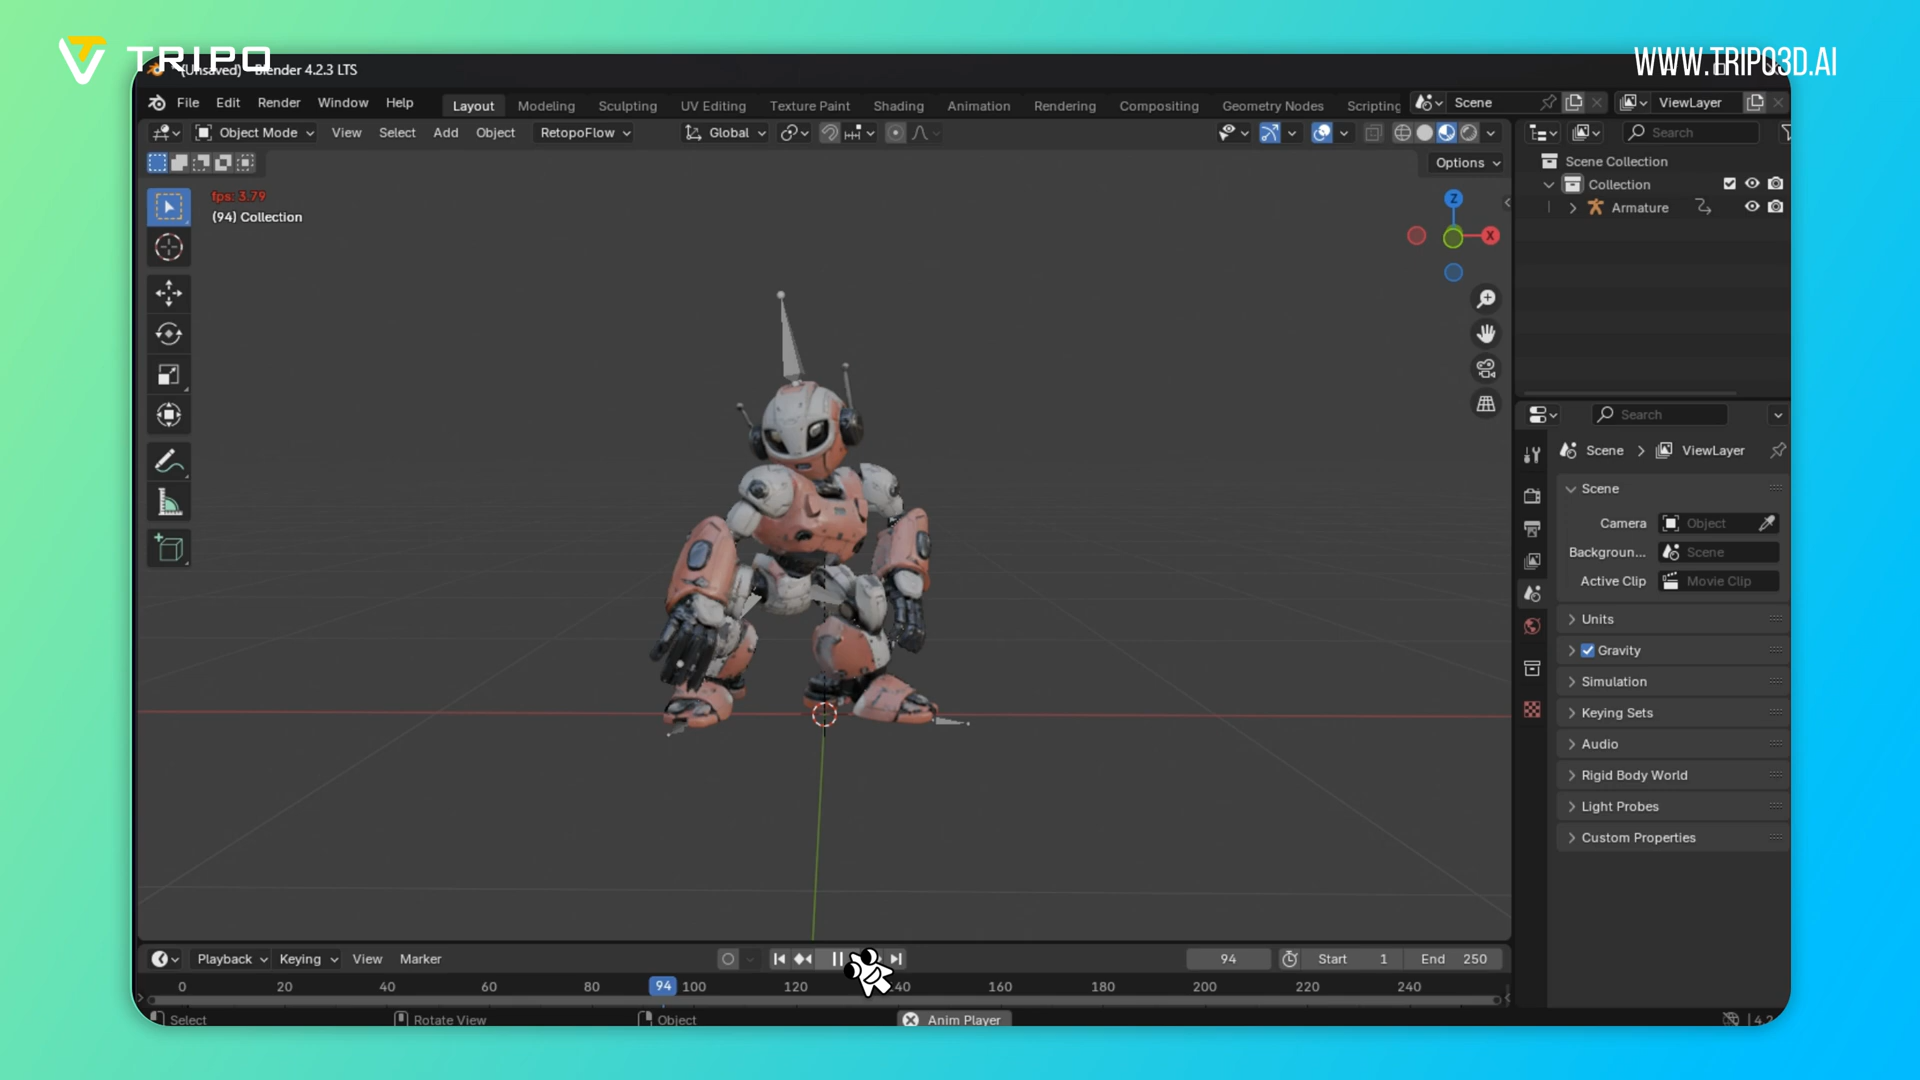 TRIPO
WWW.TRIPO3D.AI
(Unsaved) - Blender 4.2.3 LTS
File Edit Render Window Help Layout Modeling Sculpting UV Editing Texture Paint Shading Animation Rendering Compositing Geometry Nodes Scripting Scene ViewLayer
Object Mode View Select Add Object RetopoFlow Global Search
Options
Scene Collection
Collection
Armature
fps: 3.79
(94) Collection
Z
X
Search
Scene > ViewLayer
Scene
Camera Object
Backgroun... Scene
Active Clip Movie Clip
Units
Gravity
Simulation
Keying Sets
Audio
Rigid Body World
Light Probes
Custom Properties
Playback Keying View Marker 94 Start 1 End 250
0 20 40 60 80 94 100 120 140 160 180 200 220 240
Select Rotate View Object Anim Player